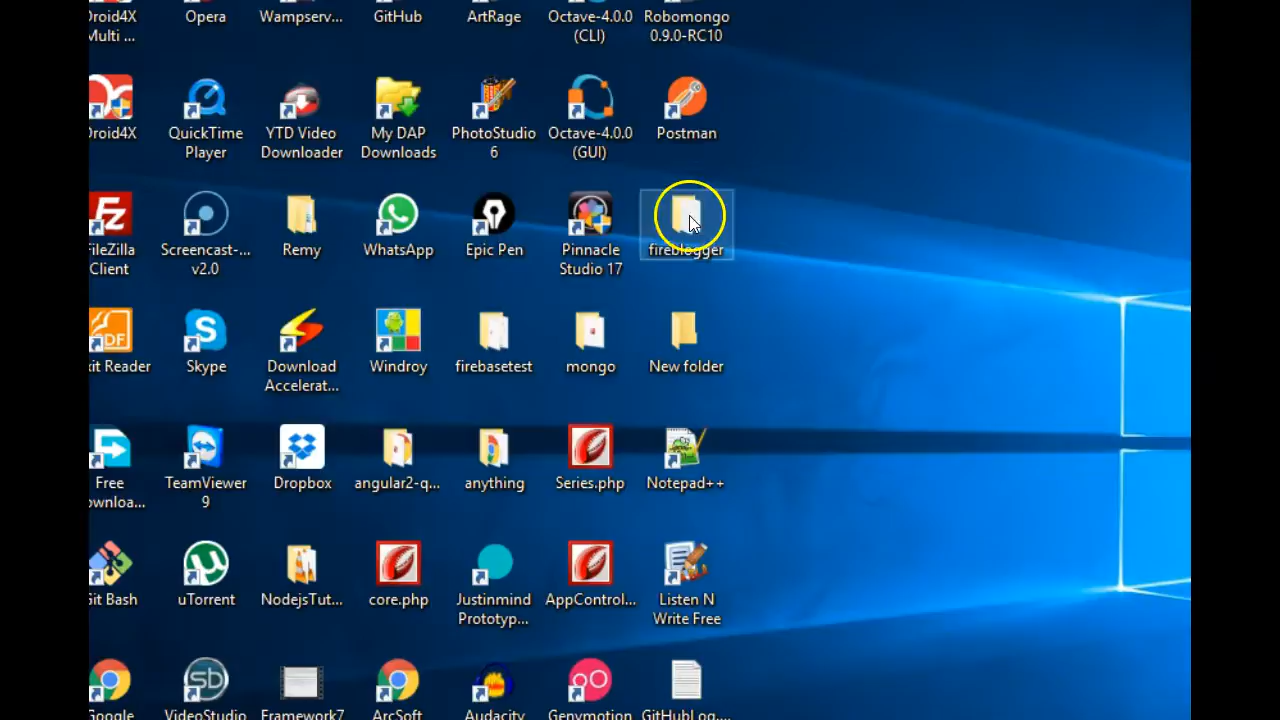 Droid4X
Multi ...
Opera
Wampserv...
GitHub
ArtRage
Octave-4.0.0
(CLI)
Robomongo
0.9.0-RC10
Droid4X
QuickTime
Player
YTD Video
Downloader
My DAP
Downloads
PhotoStudio
6
Octave-4.0.0
(GUI)
Postman
FileZilla
Client
Screencast-...
v2.0
Remy
WhatsApp
Epic Pen
Pinnacle
Studio 17
fireblogger
xit Reader
Skype
Download
Accelerat...
Windroy
firebasetest
mongo
New folder
Free
ownloa...
TeamViewer
9
Dropbox
angular2-q...
anything
Series.php
Notepad++
Git Bash
uTorrent
NodejsTut...
core.php
Justinmind
Prototyp...
AppControl...
Listen N
Write Free
Google
VideoStudio
Framework7
ArcSoft
Audacity
Genymotion
GitHubLog....